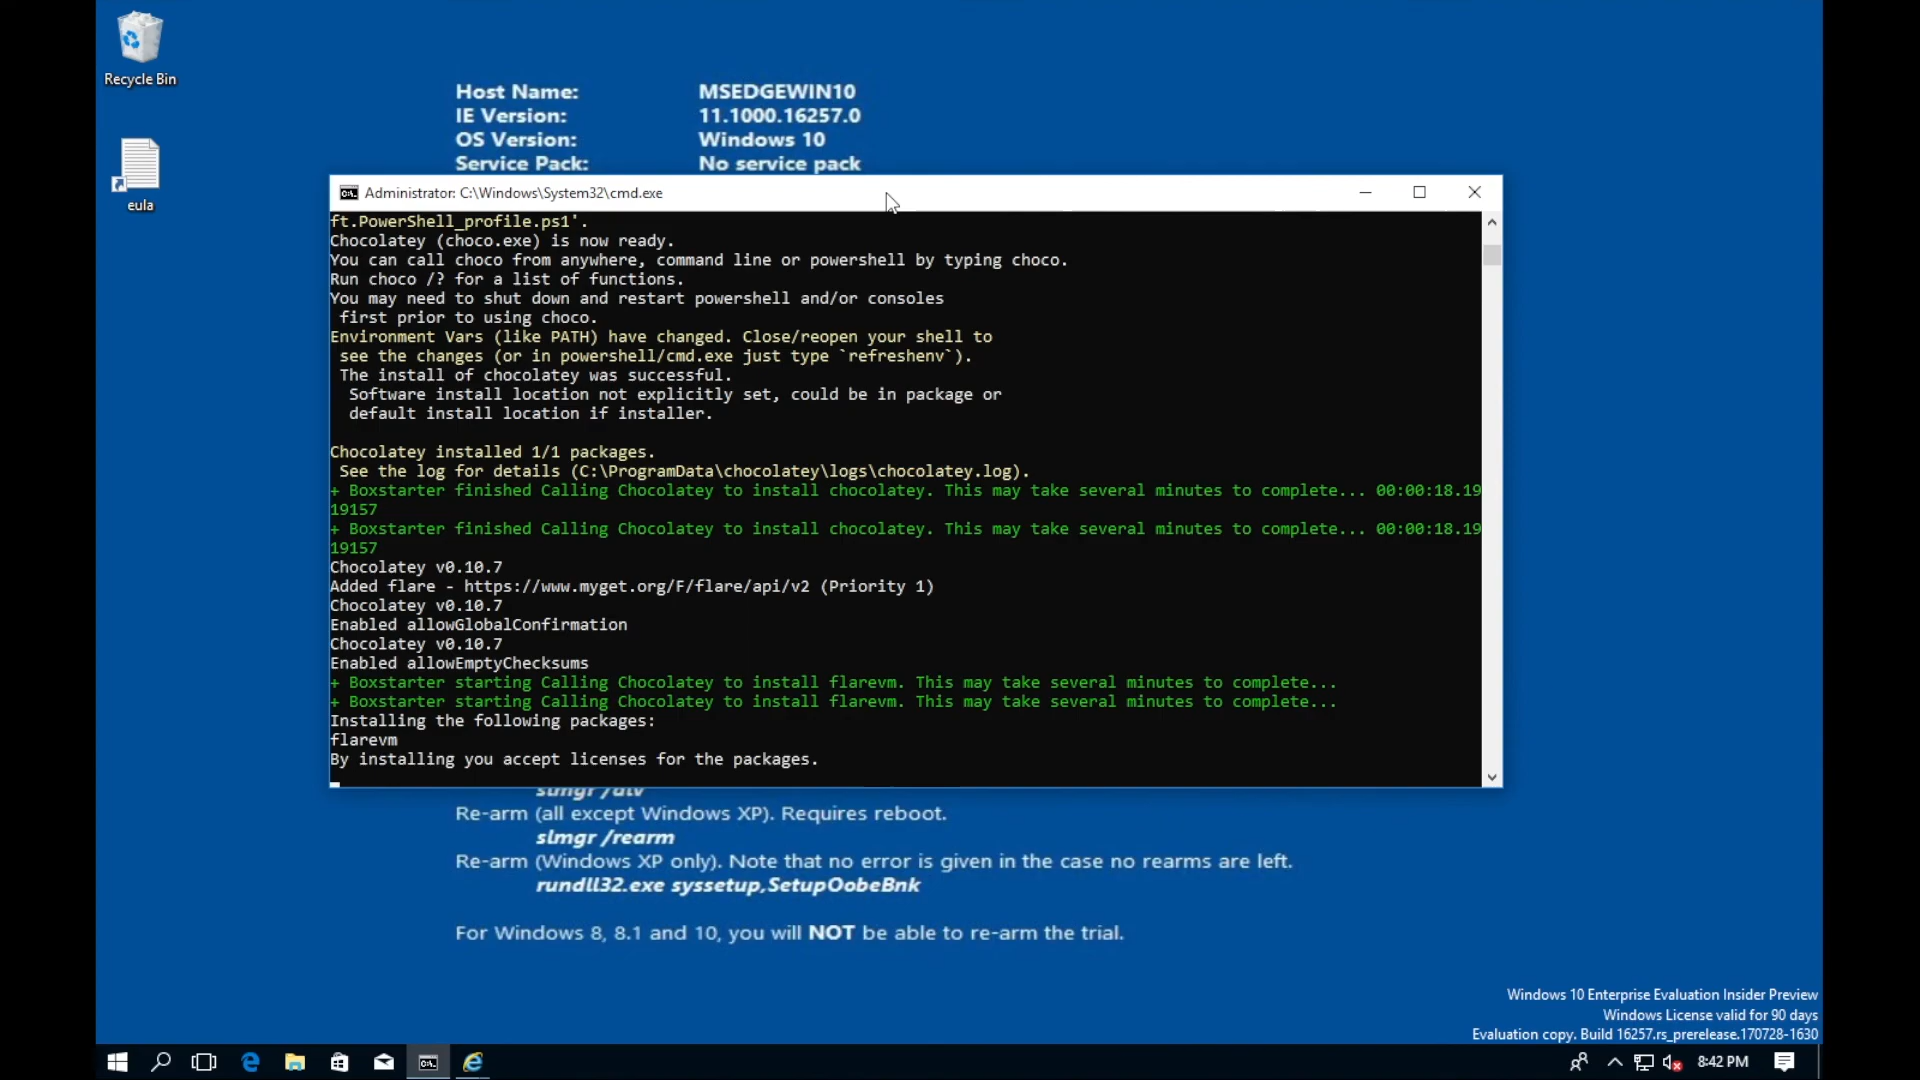 Recycle Bin
eula
Host Name: MSEDGEWIN10
IE Version: 11.1000.16257.0
OS Version: Windows 10
Service Pack: No service pack
Administrator: C:\Windows\System32\cmd.exe
ft.PowerShell_profile.ps1'.
Chocolatey (choco.exe) is now ready.
You can call choco from anywhere, command line or powershell by typing choco.
Run choco /? for a list of functions.
You may need to shut down and restart powershell and/or consoles
 first prior to using choco.
Environment Vars (like PATH) have changed. Close/reopen your shell to
 see the changes (or in powershell/cmd.exe just type `refreshenv`).
 The install of chocolatey was successful.
  Software install location not explicitly set, could be in package or
  default install location if installer.
Chocolatey installed 1/1 packages.
 See the log for details (C:\ProgramData\chocolatey\logs\chocolatey.log).
+ Boxstarter finished Calling Chocolatey to install chocolatey. This may take several minutes to complete... 00:00:18.19
19157
+ Boxstarter finished Calling Chocolatey to install chocolatey. This may take several minutes to complete... 00:00:18.19
19157
Chocolatey v0.10.7
Added flare - https://www.myget.org/F/flare/api/v2 (Priority 1)
Chocolatey v0.10.7
Enabled allowGlobalConfirmation
Chocolatey v0.10.7
Enabled allowEmptyChecksums
+ Boxstarter starting Calling Chocolatey to install flarevm. This may take several minutes to complete...
+ Boxstarter starting Calling Chocolatey to install flarevm. This may take several minutes to complete...
Installing the following packages:
flarevm
By installing you accept licenses for the packages.
slmgr /dlv
Re-arm (all except Windows XP). Requires reboot.
slmgr /rearm
Re-arm (Windows XP only). Note that no error is given in the case no rearms are left.
rundll32.exe syssetup,SetupOobeBnk
For Windows 8, 8.1 and 10, you will NOT be able to re-arm the trial.
Windows 10 Enterprise Evaluation Insider Preview
Windows License valid for 90 days
Evaluation copy. Build 16257.rs_prerelease.170728-1630
8:42 PM